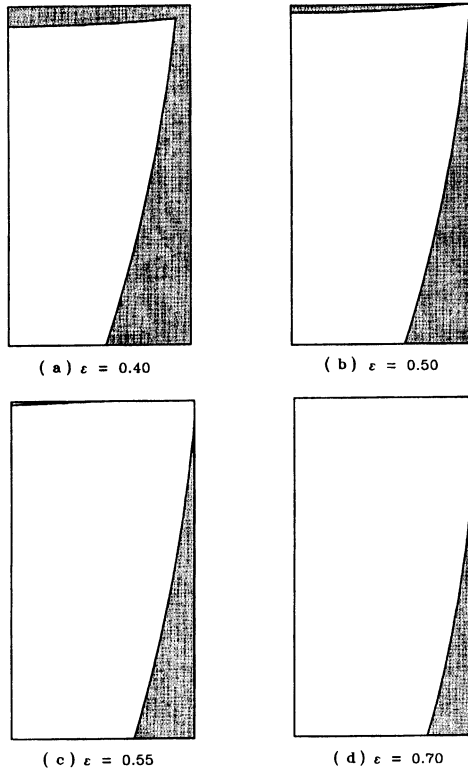 ( a ) ε = 0.40
( b ) ε = 0.50
( c ) ε = 0.55
( d ) ε = 0.70